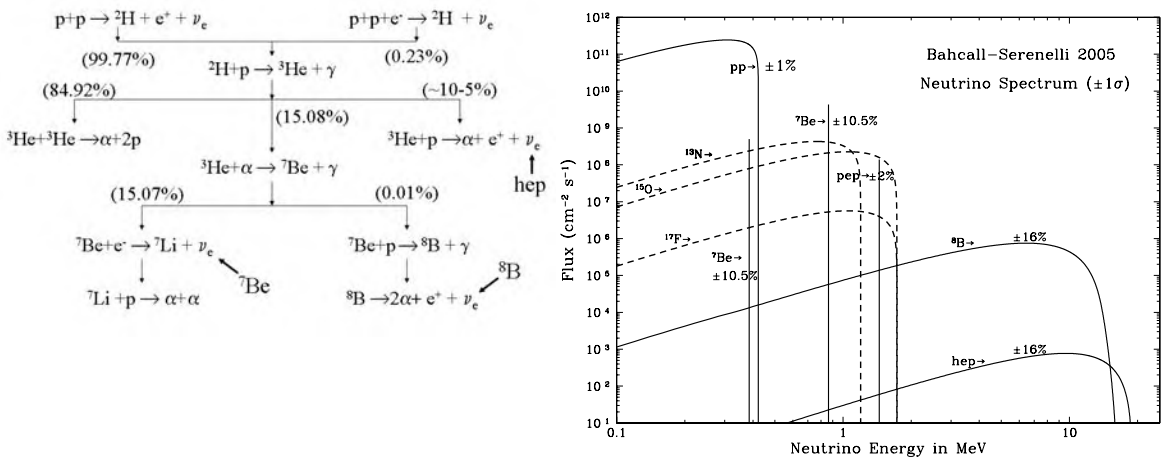 p+p → ²H + e⁺ + νₑ
p+p+e⁻ → ²H + νₑ
(99.77%)
(0.23%)
²H+p → ³He + γ
(84.92%)
(~10-5%)
(15.08%)
³He+³He → α+2p
³He+p → α+ e⁺ + νₑ
³He+α → ⁷Be + γ
hep
(15.07%)
(0.01%)
⁷Be+e⁻ → ⁷Li + νₑ
⁷Be+p → ⁸B + γ
⁷Be
⁸B
⁷Li +p → α+α
⁸B → 2α+ e⁺ + νₑ
Bahcall-Serenelli 2005
Neutrino Spectrum (±1σ)
pp→ ±1%
⁷Be→ ±10.5%
¹³N→
¹⁵O→
pep→±2%
¹⁷F→
⁷Be→
±10.5%
⁸B→ ±16%
hep→ ±16%
Flux (cm⁻² s⁻¹)
10¹²
10¹¹
10¹⁰
10⁹
10⁸
10⁷
10⁶
10⁵
10⁴
10³
10²
10¹
0.1 1 10
Neutrino Energy in MeV